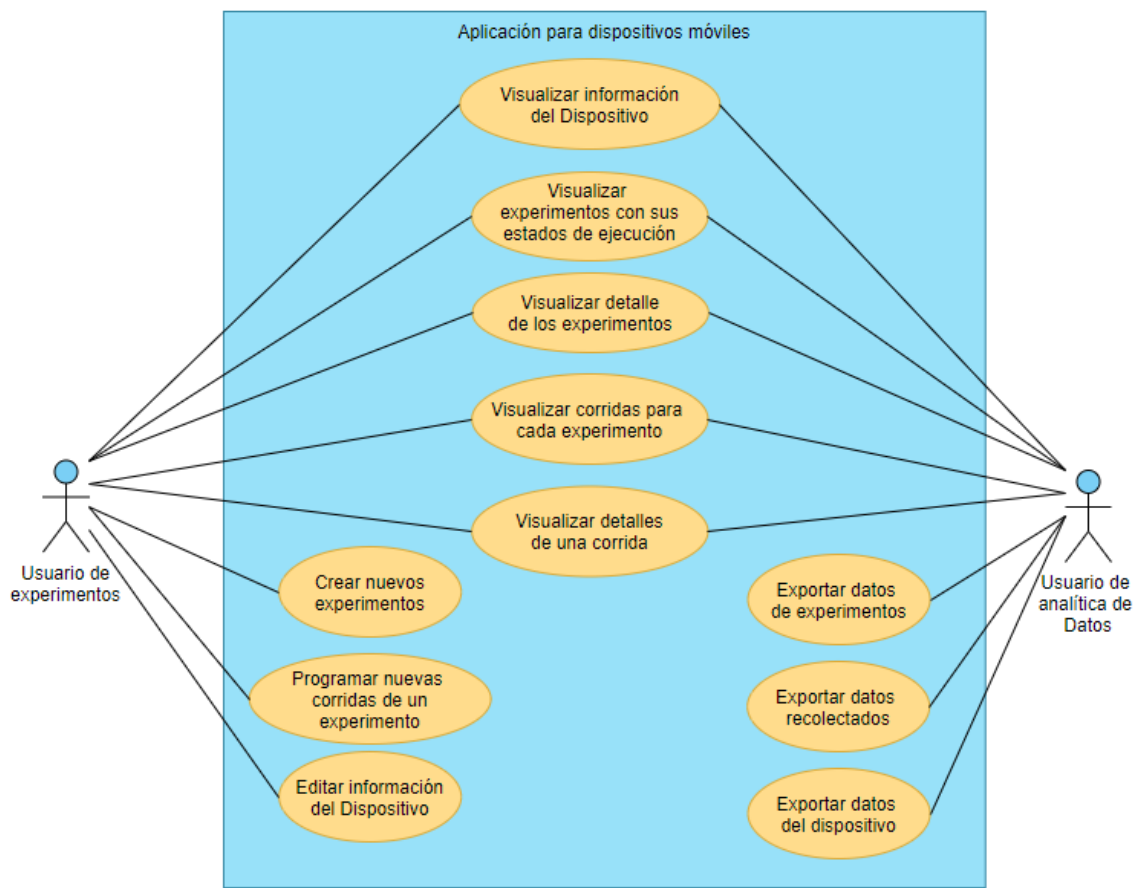 Aplicación para dispositivos móviles
Visualizar información
del Dispositivo
Visualizar
experimentos con sus
estados de ejecución
Visualizar detalle
de los experimentos
Visualizar corridas para
cada experimento
Visualizar detalles
de una corrida
Usuario de
experimentos
Crear nuevos
experimentos
Programar nuevas
corridas de un
experimento
Editar información
del Dispositivo
Exportar datos
de experimentos
Exportar datos
recolectados
Exportar datos
del dispositivo
Usuario de
analítica de
Datos